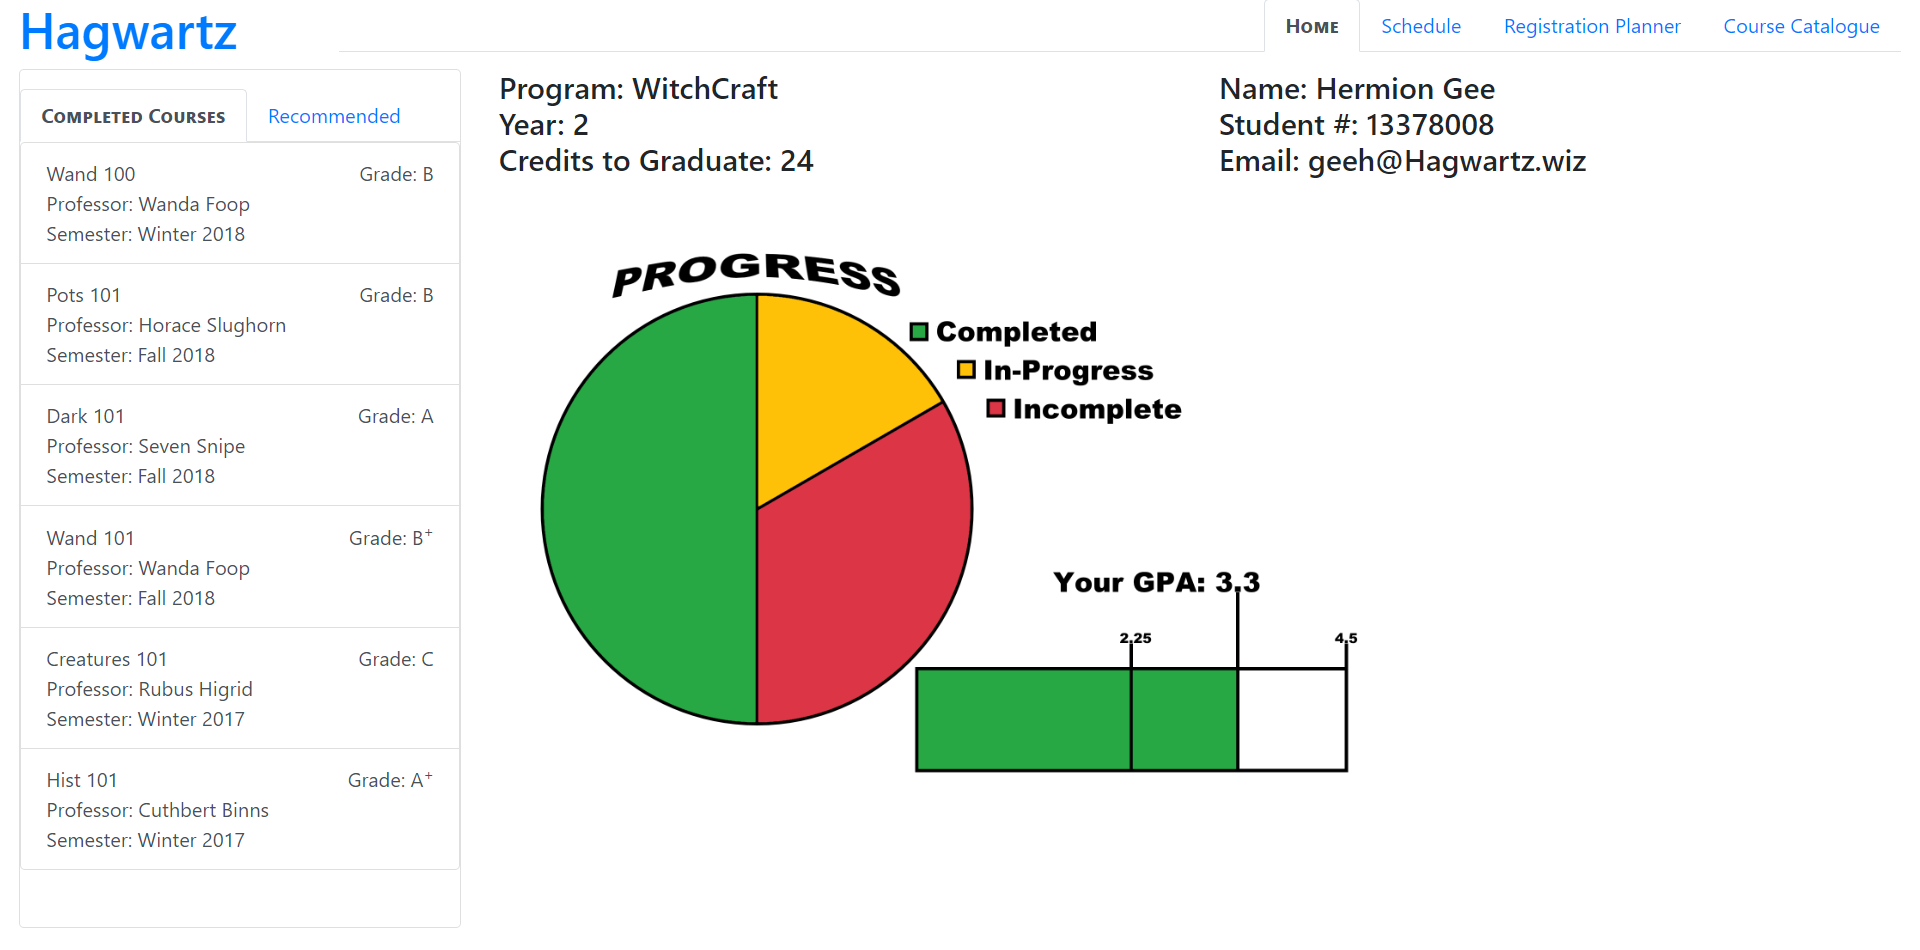 Hagwartz
Home
Schedule
Registration Planner
Course Catalogue
Completed Courses
Recommended
Wand 100
Grade: B
Professor: Wanda Foop
Semester: Winter 2018
Pots 101
Grade: B
Professor: Horace Slughorn
Semester: Fall 2018
Dark 101
Grade: A
Professor: Seven Snipe
Semester: Fall 2018
Wand 101
Grade: B+
Professor: Wanda Foop
Semester: Fall 2018
Creatures 101
Grade: C
Professor: Rubus Higrid
Semester: Winter 2017
Hist 101
Grade: A+
Professor: Cuthbert Binns
Semester: Winter 2017
Program: WitchCraft
Year: 2
Credits to Graduate: 24
Name: Hermion Gee
Student #: 13378008
Email: geeh@Hagwartz.wiz
PROGRESS
Completed
In-Progress
Incomplete
Your GPA: 3.3
2.25
4.5